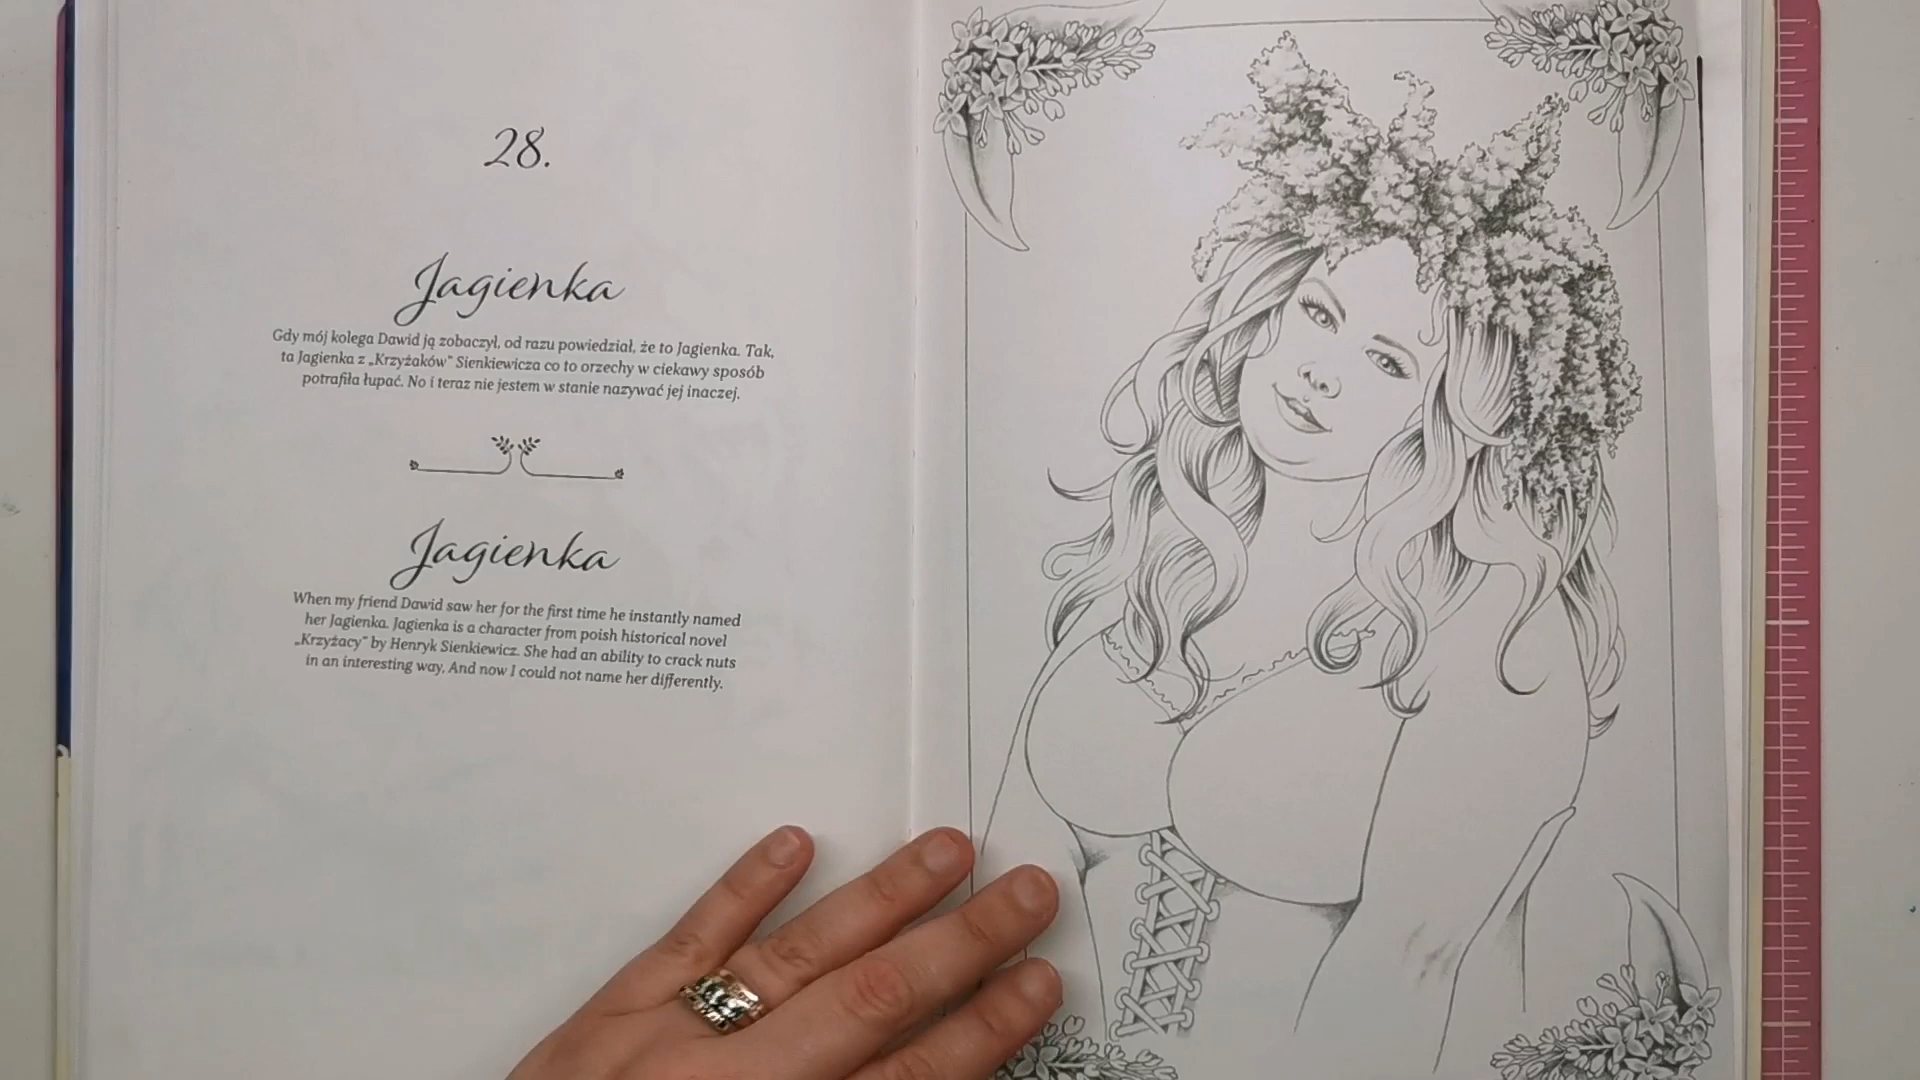 28.
Jagienka
Gdy mój kolega Dawid ją zobaczył, od razu powiedział, że to Jagienka. Tak,
ta Jagienka z „Krzyżaków” Sienkiewicza co to orzechy w ciekawy sposób
potrafiła łupać. No i teraz nie jestem w stanie nazywać jej inaczej.
Jagienka
When my friend Dawid saw her for the first time he instantly named
her Jagienka. Jagienka is a character from poish historical novel
„Krzyżacy” by Henryk Sienkiewicz. She had an ability to crack nuts
in an interesting way. And now I could not name her differently.